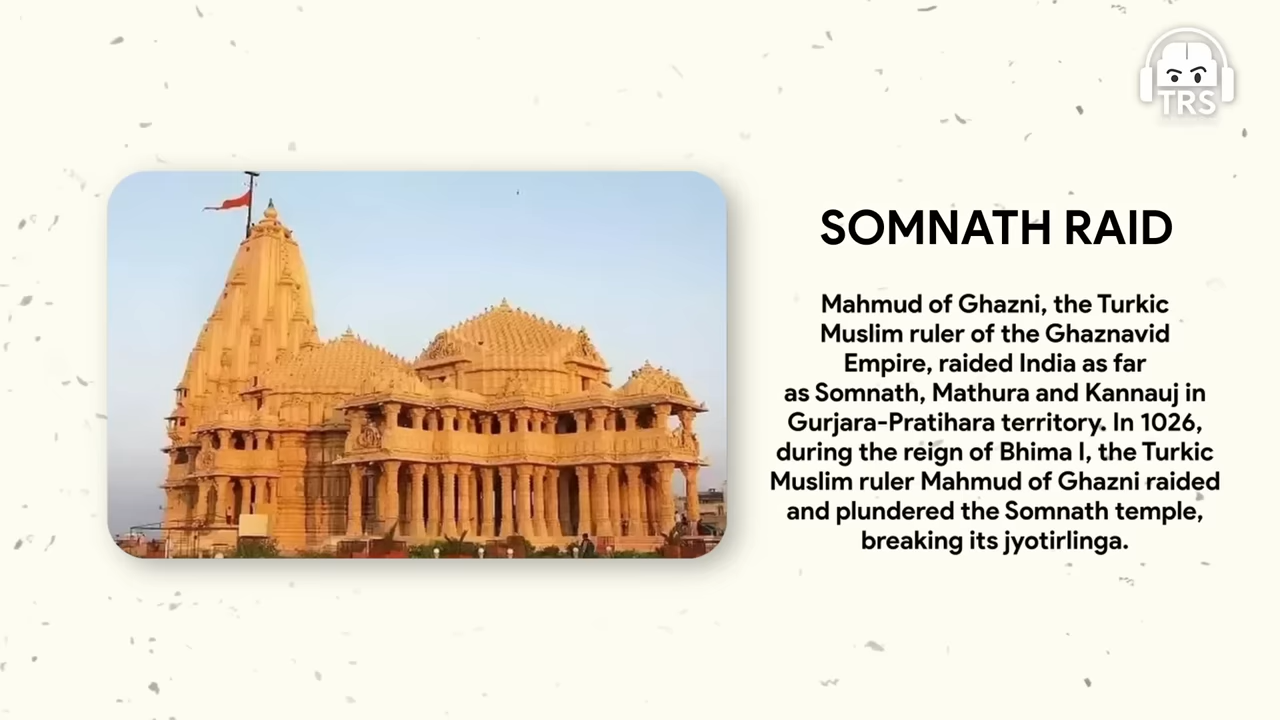 TRS
SOMNATH RAID
Mahmud of Ghazni, the Turkic
Muslim ruler of the Ghaznavid
Empire, raided India as far
as Somnath, Mathura and Kannauj in
Gurjara-Pratihara territory. In 1026,
during the reign of Bhima I, the Turkic
Muslim ruler Mahmud of Ghazni raided
and plundered the Somnath temple,
breaking its jyotirlinga.